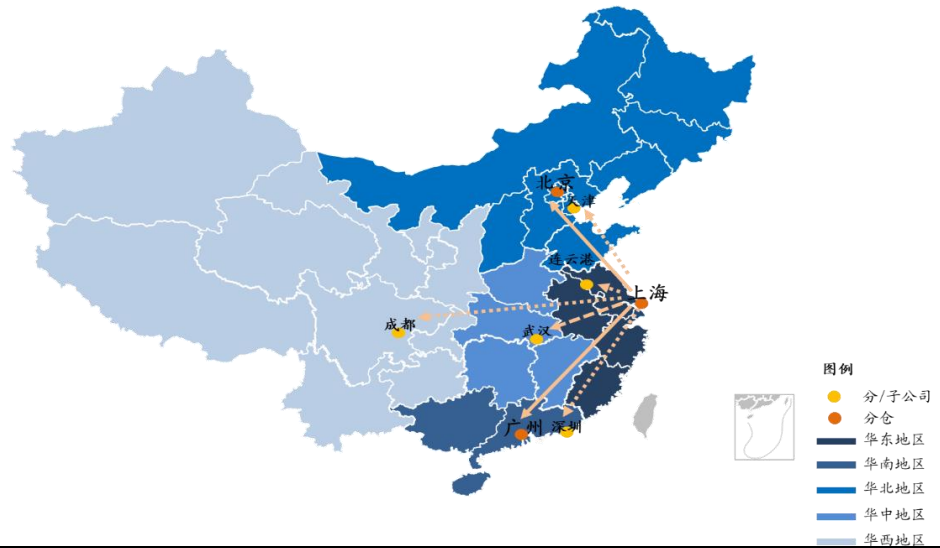 北京
天津
连云港
上海
成都
武汉
广州
深圳
图例
分/子公司
分仓
华东地区
华南地区
华北地区
华中地区
华西地区